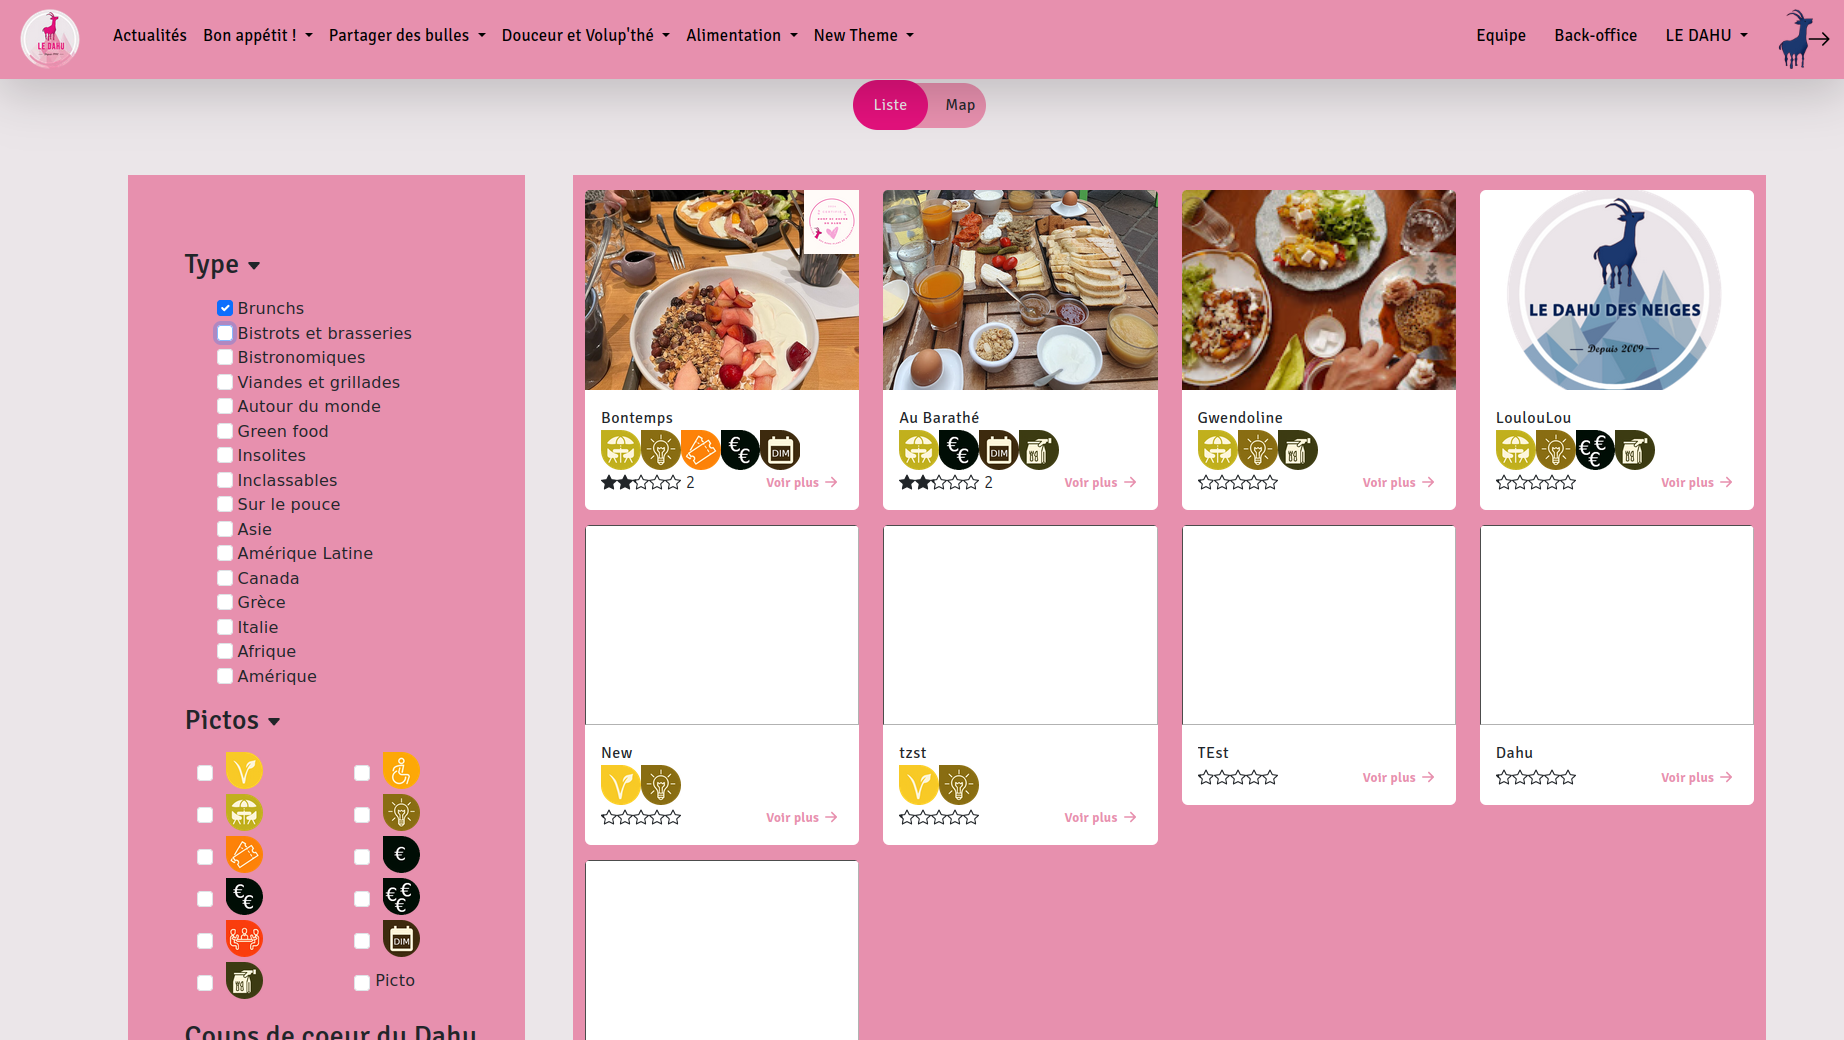 LE DAHU
Actualités
Bon appétit !
Partager des bulles
Douceur et Volup'thé
Alimentation
New Theme
Equipe
Back-office
LE DAHU
Liste
Map
Type
Brunchs
Bistrots et brasseries
Bistronomiques
Viandes et grillades
Autour du monde
Green food
Insolites
Inclassables
Sur le pouce
Asie
Amérique Latine
Canada
Grèce
Italie
Afrique
Amérique
Pictos
€
€
€
€
€
€
DIM
Picto
Coups de coeur du Dahu
Bontemps
€
€
DIM
2
Voir plus
Au Barathé
€
€
DIM
2
Voir plus
Gwendoline
Voir plus
LE DAHU DES NEIGES
Depuis 2009
LoulouLou
€
€
€
Voir plus
New
Voir plus
tzst
Voir plus
TEst
Voir plus
Dahu
Voir plus